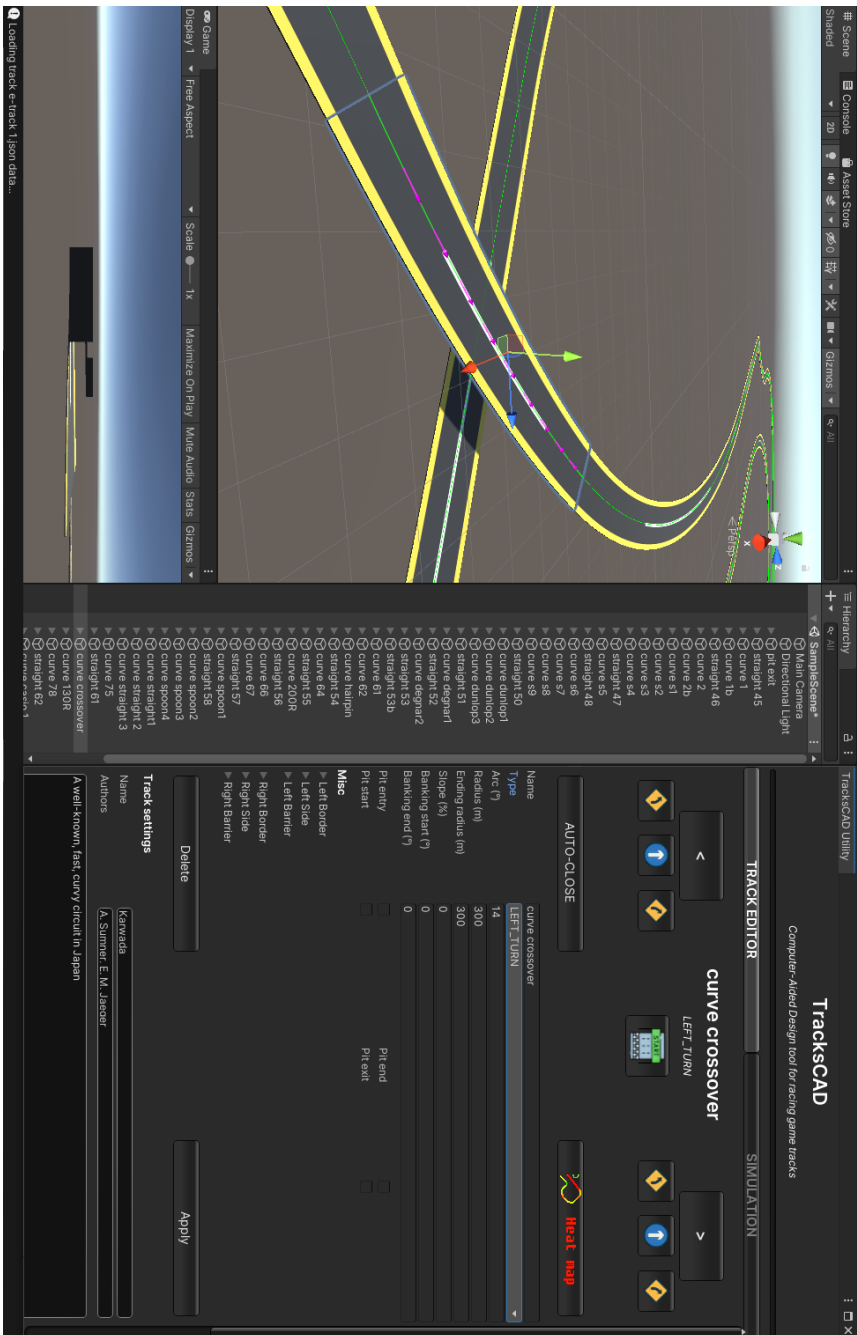 Scene
Console
Asset Store
Shaded
2D
0
Gizmos
All
Persp
x
z
Game
Display 1
Free Aspect
Scale
1x
Maximize On Play
Mute Audio
Stats
Gizmos
Loading track e-track 1.json data...
Hierarchy
All
SampleScene*
Main Camera
Directional Light
pit exit
straight 45
curve 1
curve 1b
straight 46
curve 2
curve 2b
curve s1
curve s2
curve s3
curve s4
straight 47
curve s5
curve s6
straight 48
curve s7
curve s8
curve s9
straight 50
curve dunlop1
curve dunlop2
curve dunlop3
straight 51
curve degnar1
straight 52
curve degnar2
straight 53
straight 53b
curve 61
curve 62
curve hairpin
straight 54
curve 64
straight 55
curve 200R
straight 56
curve 66
curve 67
straight 57
curve spoon1
straight 58
curve spoon2
curve spoon3
curve spoon4
curve straight1
curve straight 2
curve straight 3
curve 75
straight 61
curve crossover
curve 130R
curve 78
straight 62
TracksCAD Utility
TracksCAD
Computer-Aided Design tool for racing game tracks
TRACK EDITOR
SIMULATION
<
curve crossover
LEFT_TURN
>
START
AUTO-CLOSE
Heat map
Name
curve crossover
Type
LEFT_TURN
Arc (º)
14
Radius (m)
300
Ending radius (m)
300
Slope (%)
0
Banking start (º)
0
Banking end (º)
0
Pit entry
Pit end
Pit start
Pit exit
Misc
Left Border
Left Side
Left Barrier
Right Border
Right Side
Right Barrier
Delete
Apply
Track settings
Name
Karwada
Authors
A. Sumner, E. M. Jaeger
A well-known, fast, curvy circuit in Japan